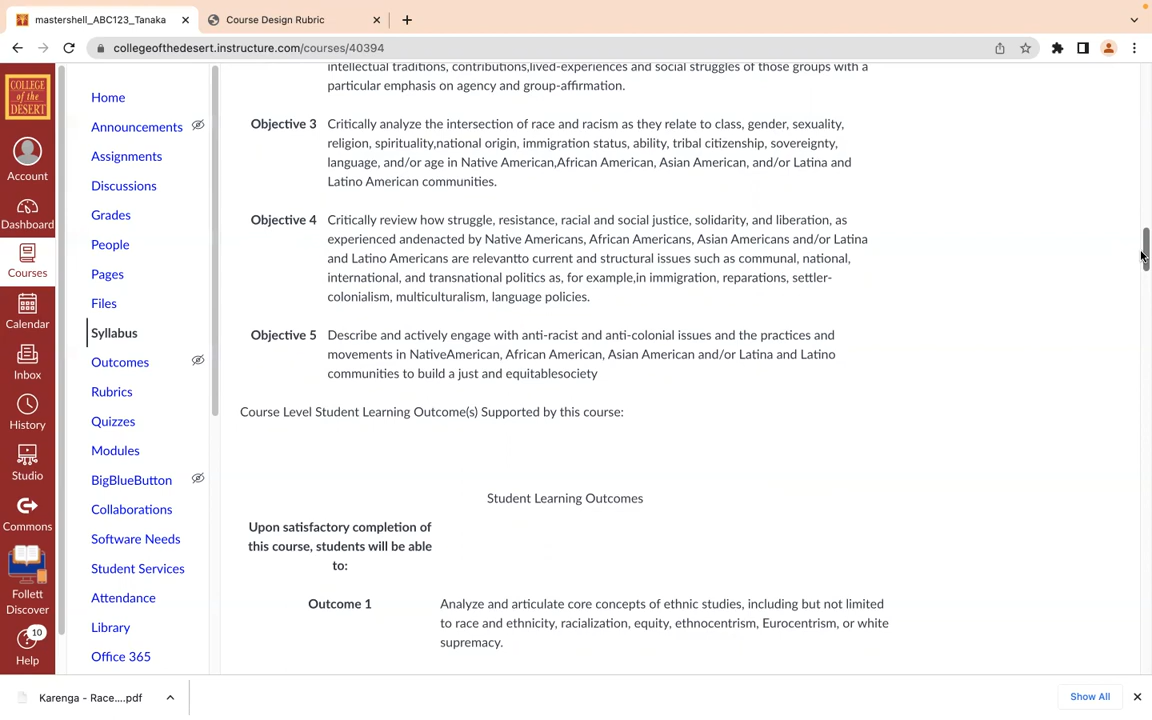 mastershell_ABC123_Tanaka
Course Design Rubric
collegeofthedesert.instructure.com/courses/40394
COLLEGE
of the
DESERT
Account
Dashboard
Courses
Calendar
Inbox
History
Studio
Commons
Follett
Discover
10
Help
Home
Announcements
Assignments
Discussions
Grades
People
Pages
Files
Syllabus
Outcomes
Rubrics
Quizzes
Modules
BigBlueButton
Collaborations
Software Needs
Student Services
Attendance
Library
Office 365
intellectual traditions, contributions,lived-experiences and social struggles of those groups with a
particular emphasis on agency and group-affirmation.
Objective 3 Critically analyze the intersection of race and racism as they relate to class, gender, sexuality,
religion, spirituality,national origin, immigration status, ability, tribal citizenship, sovereignty,
language, and/or age in Native American,African American, Asian American, and/or Latina and
Latino American communities.
Objective 4 Critically review how struggle, resistance, racial and social justice, solidarity, and liberation, as
experienced andenacted by Native Americans, African Americans, Asian Americans and/or Latina
and Latino Americans are relevantto current and structural issues such as communal, national,
international, and transnational politics as, for example,in immigration, reparations, settler-
colonialism, multiculturalism, language policies.
Objective 5 Describe and actively engage with anti-racist and anti-colonial issues and the practices and
movements in NativeAmerican, African American, Asian American and/or Latina and Latino
communities to build a just and equitablesociety
Course Level Student Learning Outcome(s) Supported by this course:
Student Learning Outcomes
Upon satisfactory completion of
this course, students will be able
to:
Outcome 1 Analyze and articulate core concepts of ethnic studies, including but not limited
to race and ethnicity, racialization, equity, ethnocentrism, Eurocentrism, or white
supremacy.
Karenga - Race....pdf
Show All